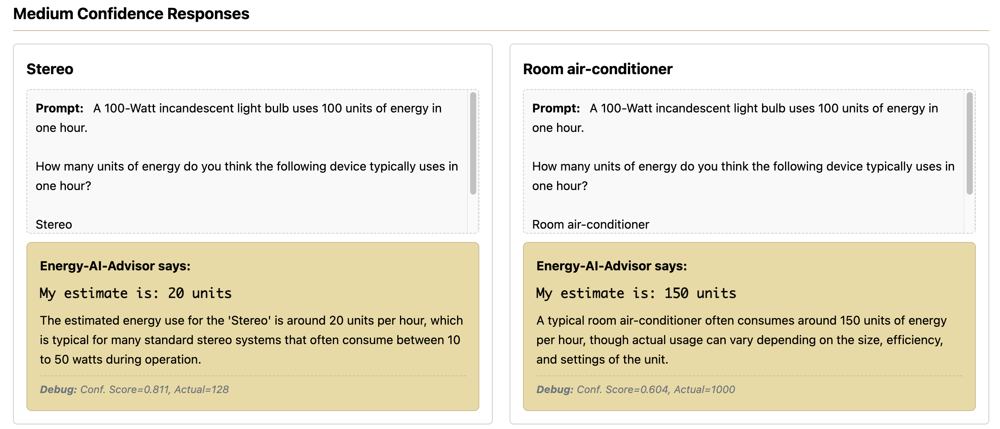 Medium Confidence Responses
Stereo
Prompt: A 100-Watt incandescent light bulb uses 100 units of energy in
one hour.
How many units of energy do you think the following device typically uses in
one hour?
Stereo
Energy-AI-Advisor says:
My estimate is: 20 units
The estimated energy use for the 'Stereo' is around 20 units per hour, which
is typical for many standard stereo systems that often consume between 10
to 50 watts during operation.
Debug: Conf. Score=0.811, Actual=128
Room air-conditioner
Prompt: A 100-Watt incandescent light bulb uses 100 units of energy in
one hour.
How many units of energy do you think the following device typically uses in
one hour?
Room air-conditioner
Energy-AI-Advisor says:
My estimate is: 150 units
A typical room air-conditioner often consumes around 150 units of energy
per hour, though actual usage can vary depending on the size, efficiency,
and settings of the unit.
Debug: Conf. Score=0.604, Actual=1000